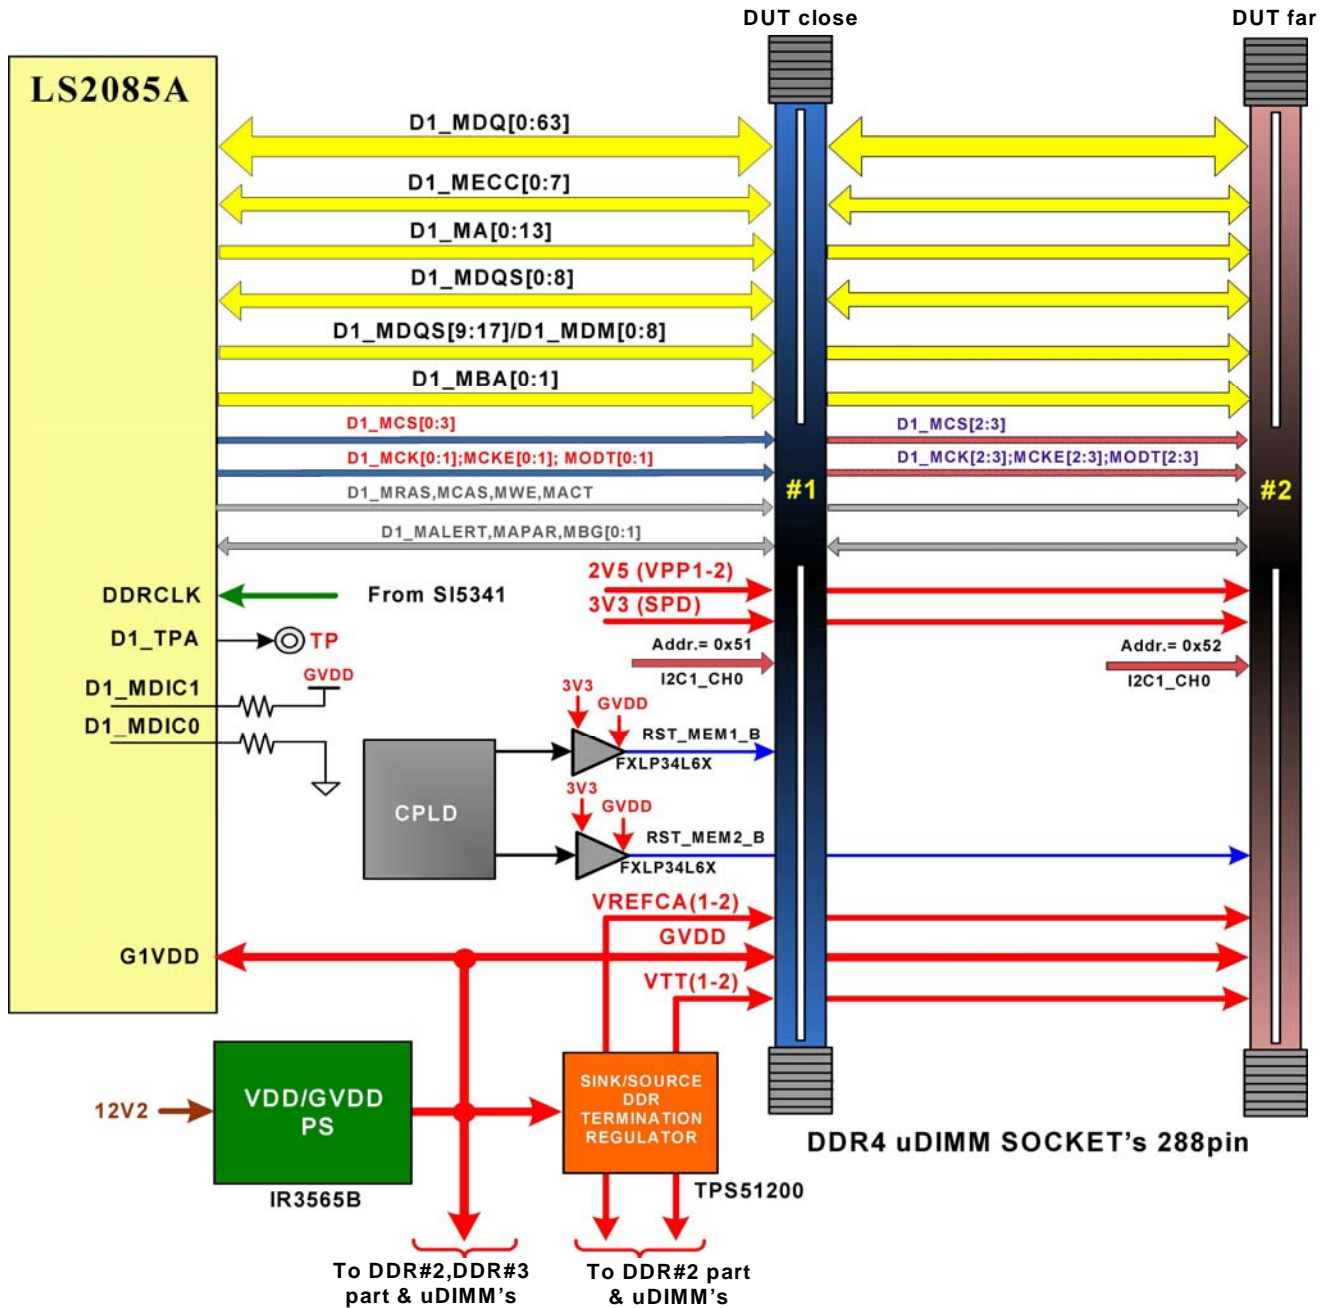 DUT close
DUT far
LS2085A
D1_MDQ[0:63]
D1_MECC[0:7]
D1_MA[0:13]
D1_MDQS[0:8]
D1_MDQS[9:17]/D1_MDM[0:8]
D1_MBA[0:1]
D1_MCS[0:3]
D1_MCS[2:3]
D1_MCK[0:1];MCKE[0:1]; MODT[0:1]
D1_MCK[2:3];MCKE[2:3];MODT[2:3]
#1
#2
D1_MRAS,MCAS,MWE,MACT
D1_MALERT,MAPAR,MBG[0:1]
2V5 (VPP1-2)
DDRCLK
From SI5341
3V3 (SPD)
D1_TPA
TP
Addr.= 0x51
Addr.= 0x52
I2C1_CH0
I2C1_CH0
GVDD
D1_MDIC1
D1_MDIC0
3V3
GVDD
RST_MEM1_B
FXLP34L6X
3V3
GVDD
CPLD
RST_MEM2_B
FXLP34L6X
VREFCA(1-2)
GVDD
G1VDD
VTT(1-2)
VDD/GVDD
PS
12V2
SINK/SOURCE
DDR
TERMINATION
REGULATOR
DDR4 uDIMM SOCKET's 288pin
IR3565B
TPS51200
To DDR#2,DDR#3
part & uDIMM's
To DDR#2 part
& uDIMM's